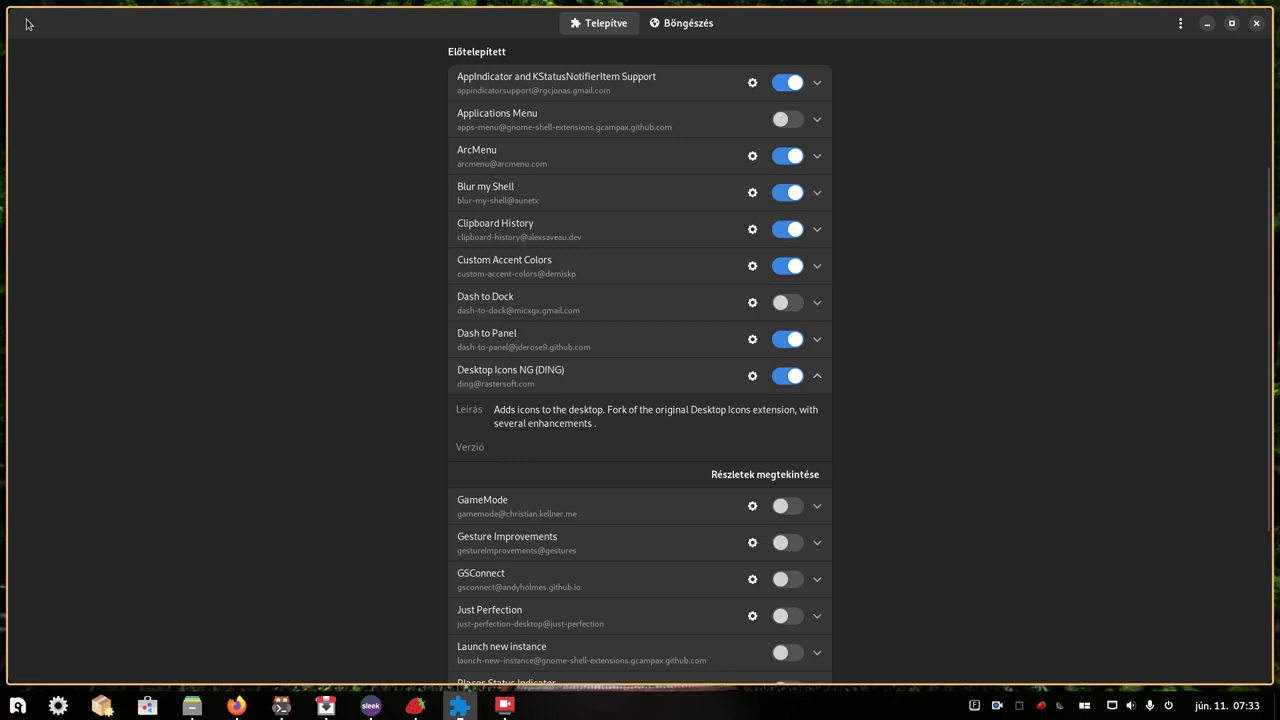 Telepítve
Böngészés
Előtelepített
AppIndicator and KStatusNotifierItem Support
appindicatorsupport@rgcjonas.gmail.com
Applications Menu
apps-menu@gnome-shell-extensions.gcampax.github.com
ArcMenu
arcmenu@arcmenu.com
Blur my Shell
blur-my-shell@aunetx
Clipboard History
clipboard-history@alexsaveau.dev
Custom Accent Colors
custom-accent-colors@demiskp
Dash to Dock
dash-to-dock@micxgx.gmail.com
Dash to Panel
dash-to-panel@jderose9.github.com
Desktop Icons NG (DING)
ding@rastersoft.com
Leírás
Adds icons to the desktop. Fork of the original Desktop Icons extension, with
several enhancements .
Verzió
Részletek megtekintése
GameMode
gamemode@christian.kellner.me
Gesture Improvements
gestureImprovements@gestures
GSConnect
gsconnect@andyholmes.github.io
Just Perfection
just-perfection-desktop@just-perfection
Launch new instance
launch-new-instance@gnome-shell-extensions.gcampax.github.com
Places Status Indicator
sleek
jún. 11. 07:33